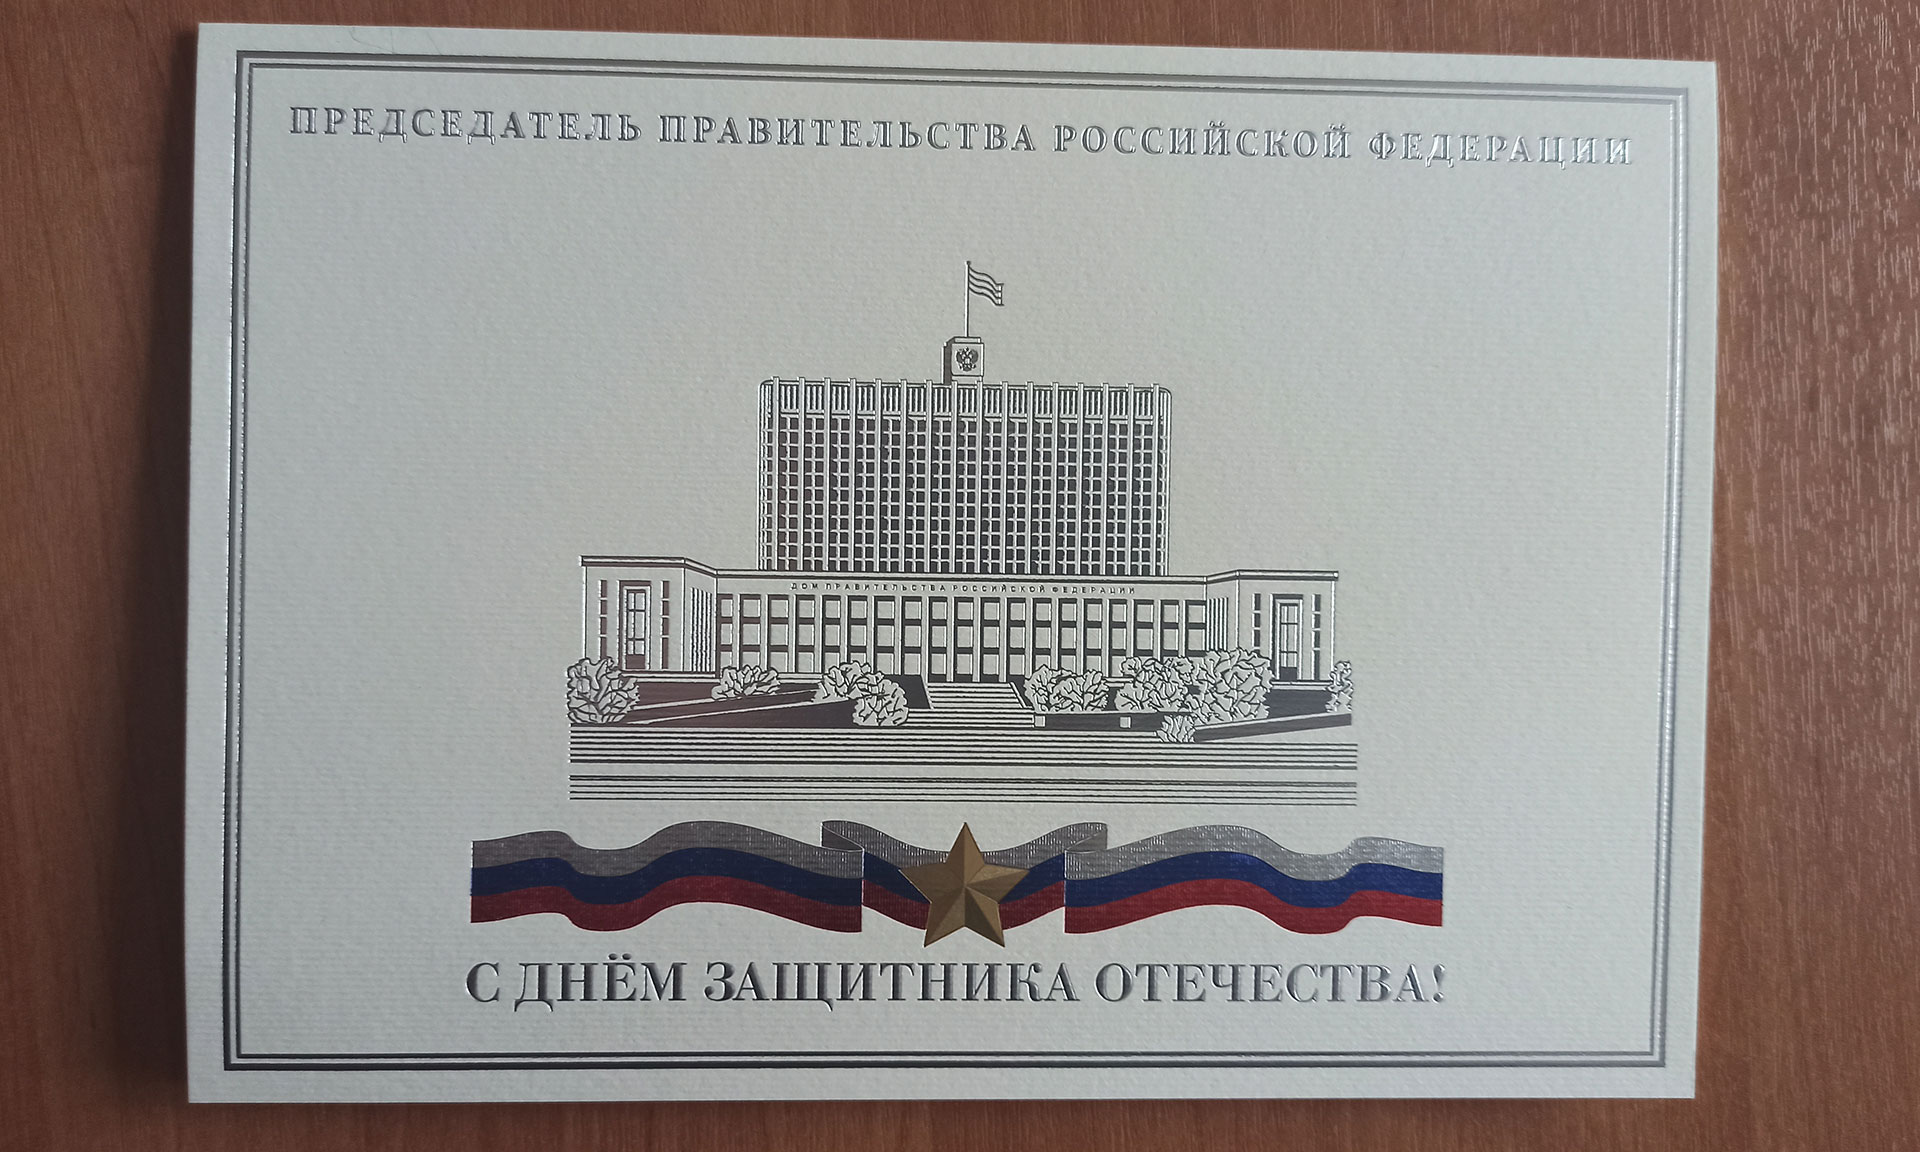 ПРЕДСЕДАТЕЛЬ ПРАВИТЕЛЬСТВА РОССИЙСКОЙ ФЕДЕРАЦИИ
ДОМ ПРАВИТЕЛЬСТВА РОССИЙСКОЙ ФЕДЕРАЦИИ
С ДНЁМ ЗАЩИТНИКА ОТЕЧЕСТВА!